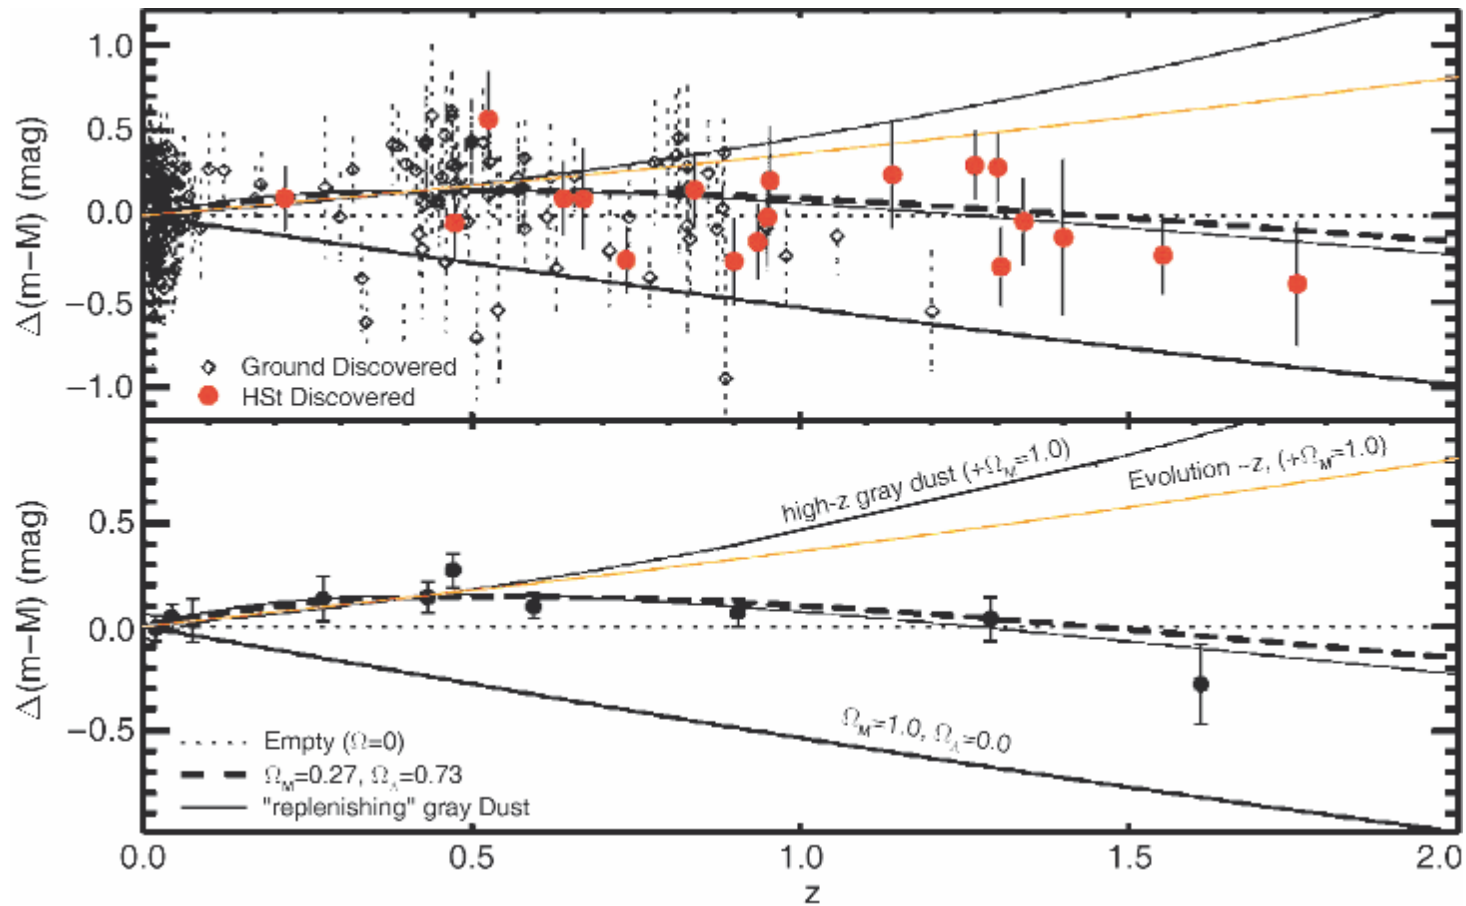 1.0
0.5
0.0
−0.5
−1.0
Δ(m−M) (mag)
Ground Discovered
HSt Discovered
0.5
0.0
−0.5
Δ(m−M) (mag)
high-z gray dust (+Ω_M=1.0)
Evolution ~z, (+Ω_M=1.0)
Ω_M=1.0, Ω_Λ=0.0
Empty (Ω=0)
Ω_M=0.27, Ω_Λ=0.73
"replenishing" gray Dust
0.0 0.5 1.0 1.5 2.0
z